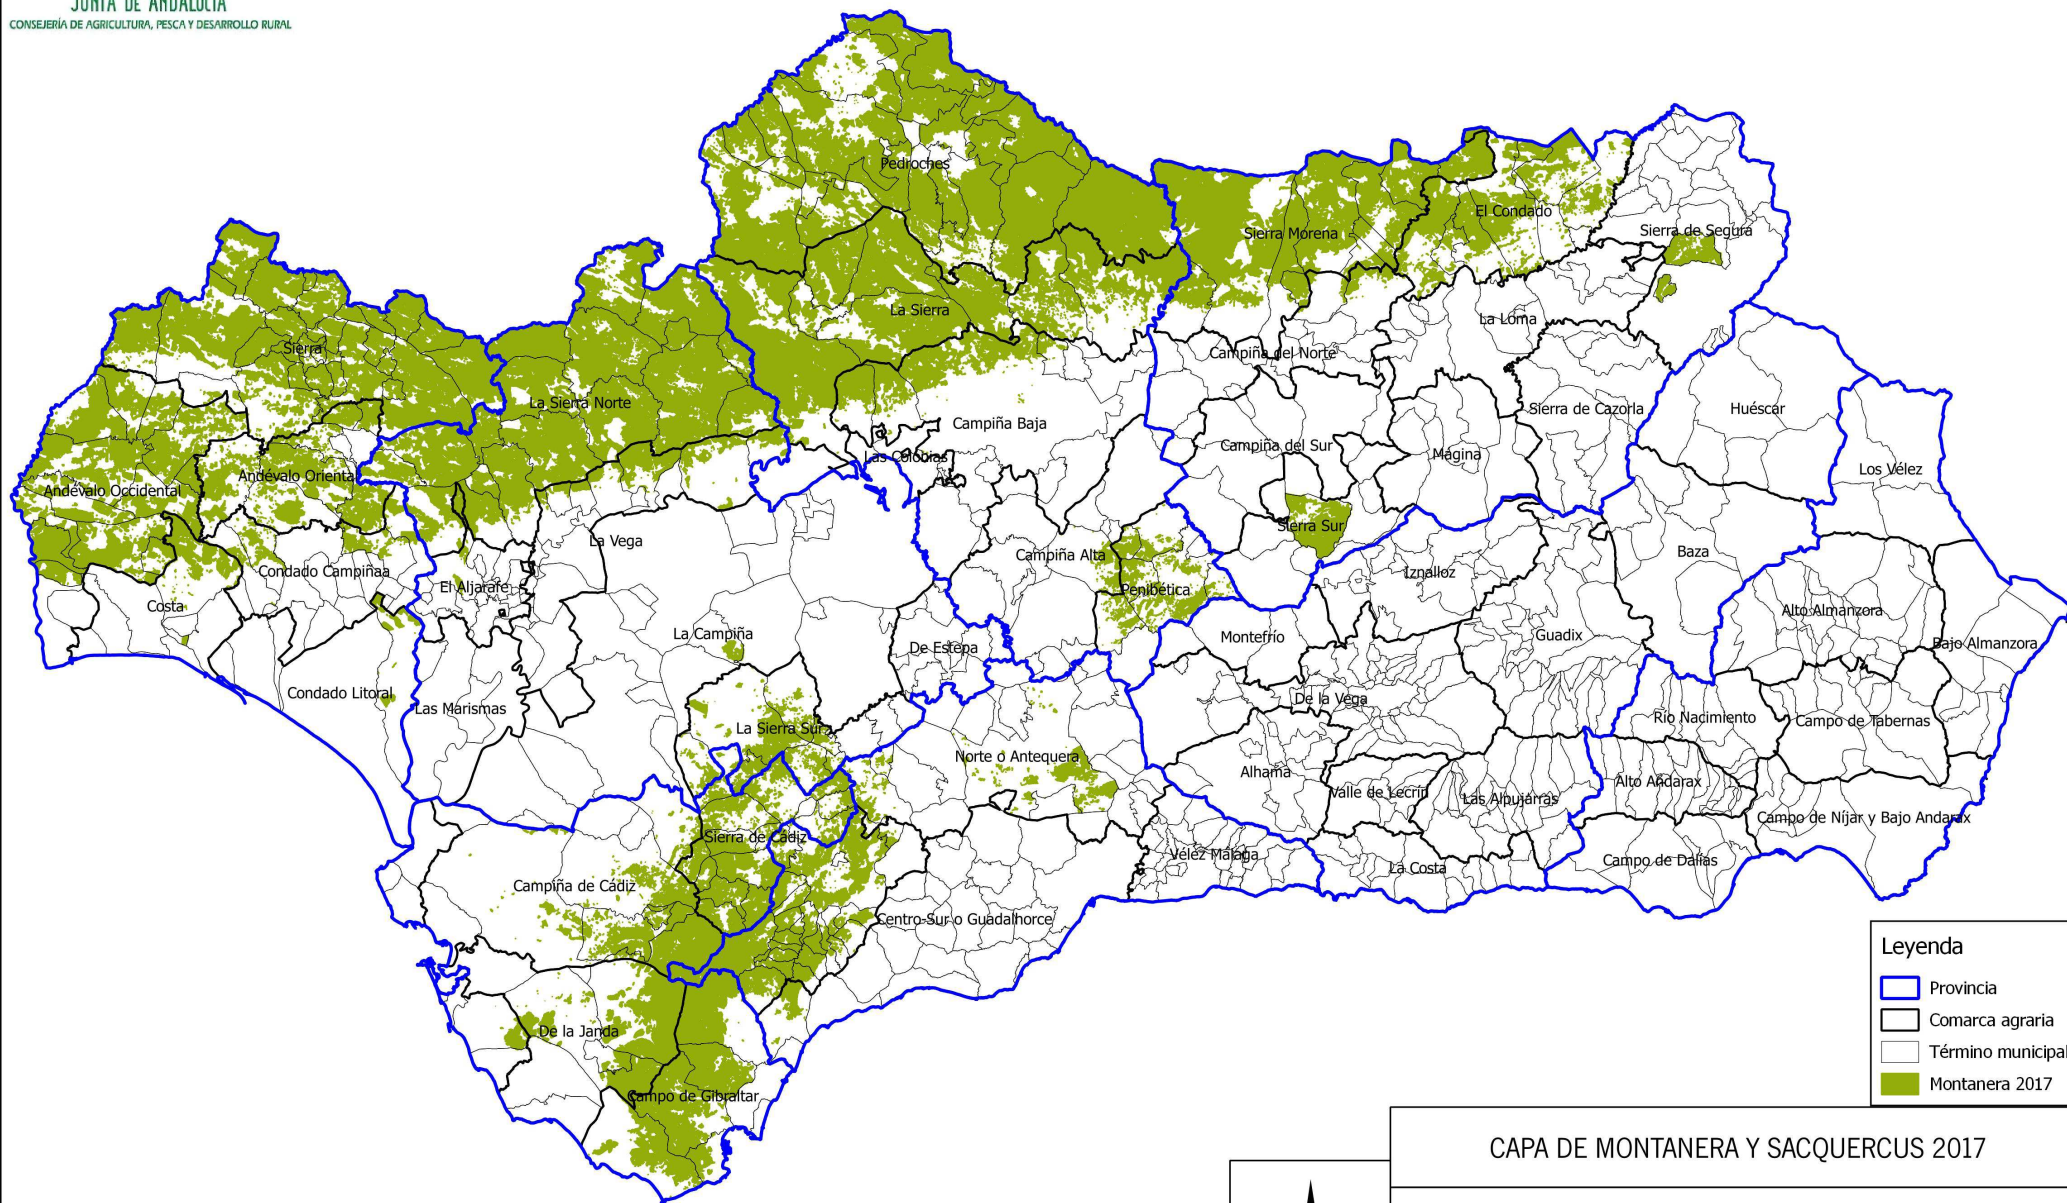 JUNTA DE ANDALUCIA
CONSEJERÍA DE AGRICULTURA, PESCA Y DESARROLLO RURAL
Pedroches
El Condado
Sierra Morena
Sierra de Segura
La Sierra
La Loma
Sierra
Campiña del Norte
La Sierra Norte
Sierra de Cazorla
Huéscar
Campiña Baja
Campiña del Sur
Mágina
Las Colonias
Los Vélez
Andévalo Oriental
Andévalo Occidental
Sierra Sur
La Vega
Campiña Alta
Baza
Condado Campiñaa
Iznalloz
El Aljarafe
Penibética
Costa
Alto Almanzora
La Campiña
Montefrío
Guadix
De Estepa
Bajo Almanzora
Condado Litoral
De la Vega
Las Marismas
Río Nacimiento
Campo de Tabernas
La Sierra Sur
Norte o Antequera
Alhama
Alto Andarax
Valle de Lecrín
Las Alpujarras
Campo de Níjar y Bajo Andarax
Sierra de Cádiz
Vélez Málaga
Campo de Dalías
La Costa
Campiña de Cádiz
Centro-Sur o Guadalhorce
De la Janda
Campo de Gibraltar
Leyenda
Provincia
Comarca agraria
Término municipal
Montanera 2017
CAPA DE MONTANERA Y SACQUERCUS 2017